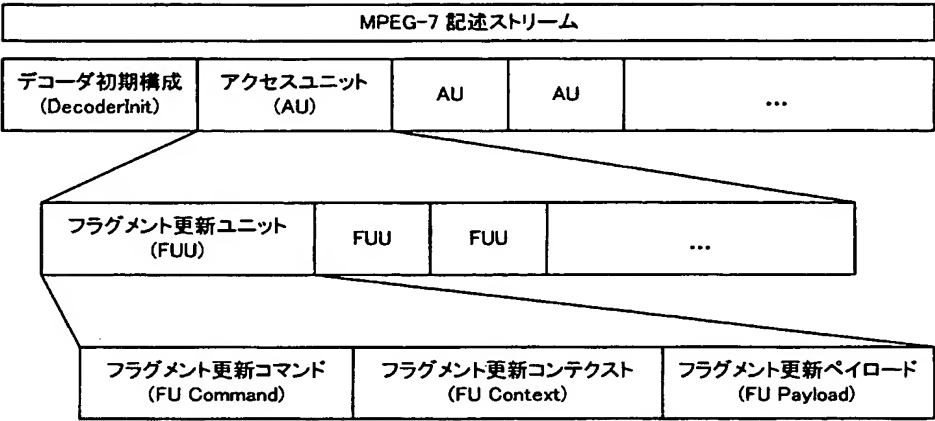 MPEG-7 記述ストリーム
デコーダ初期構成
(DecoderInit)
アクセスユニット
(AU)
AU
AU
...
フラグメント更新ユニット
(FUU)
FUU
FUU
...
フラグメント更新コマンド
(FU Command)
フラグメント更新コンテクスト
(FU Context)
フラグメント更新ペイロード
(FU Payload)